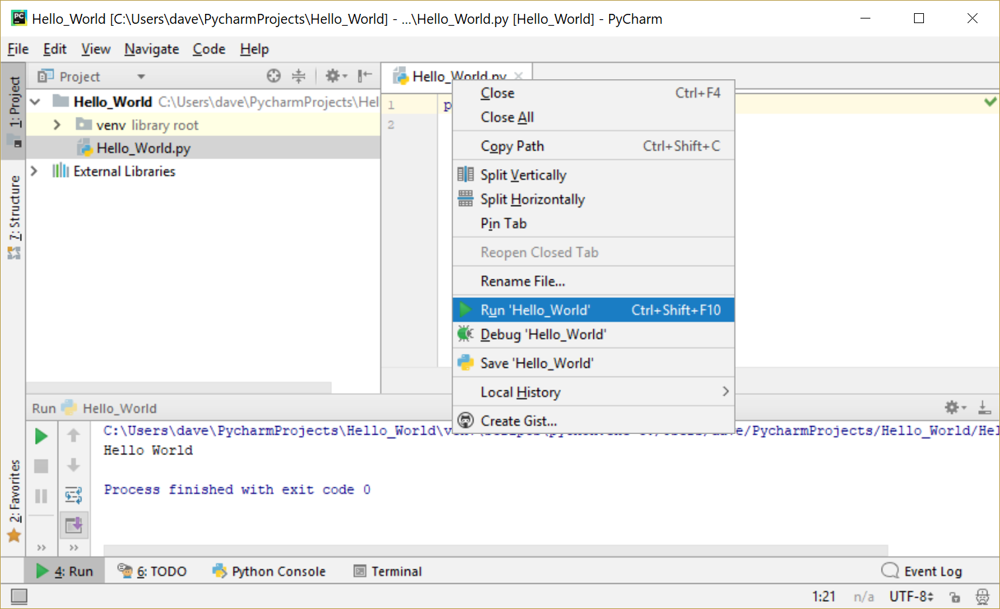 Hello_World [C:\Users\dave\PycharmProjects\Hello_World] - ...\Hello_World.py [Hello_World] - PyCharm
File Edit View Navigate Code Help
Project
Hello_World.py
1: Project
7: Structure
2: Favorites
Hello_World C:\Users\dave\PycharmProjects\Hel
venv library root
Hello_World.py
External Libraries
1 p
2
Close Ctrl+F4
Close All
Copy Path Ctrl+Shift+C
Split Vertically
Split Horizontally
Pin Tab
Reopen Closed Tab
Rename File...
Run 'Hello_World' Ctrl+Shift+F10
Debug 'Hello_World'
Save 'Hello_World'
Local History
Create Gist...
Run Hello_World
C:\Users\dave\PycharmProjects\Hello_World\ /PycharmProjects/Hello_World/Hel
Hello World
Process finished with exit code 0
4: Run 6: TODO Python Console Terminal Event Log
1:21 n/a UTF-8